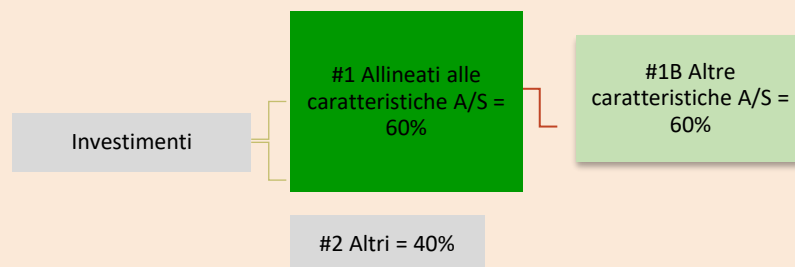 Investimenti
#1 Allineati alle
caratteristiche A/S =
60%
#1B Altre
caratteristiche A/S =
60%
#2 Altri = 40%